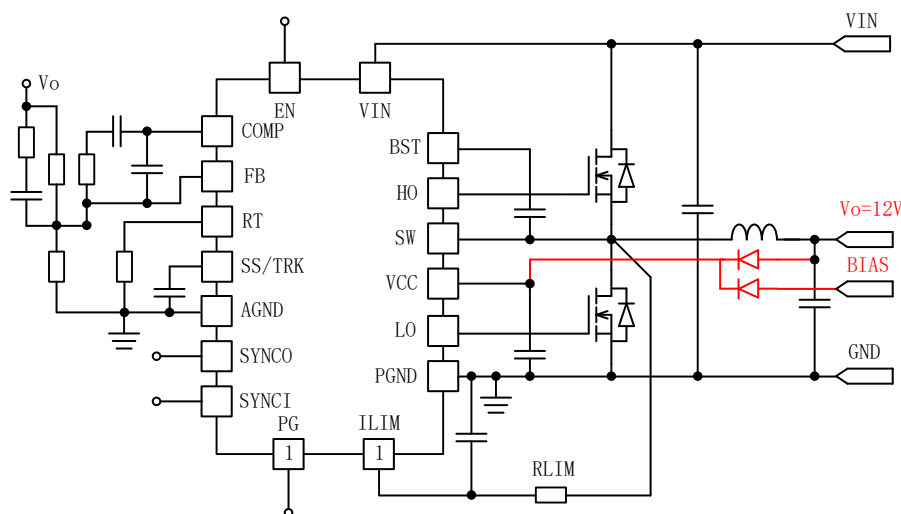 VIN
Vo
EN
VIN
COMP
BST
FB
HO
RT
SW
Vo=12V
SS/TRK
VCC
BIAS
AGND
LO
SYNCO
PGND
GND
SYNCI
PG
ILIM
1
1
RLIM